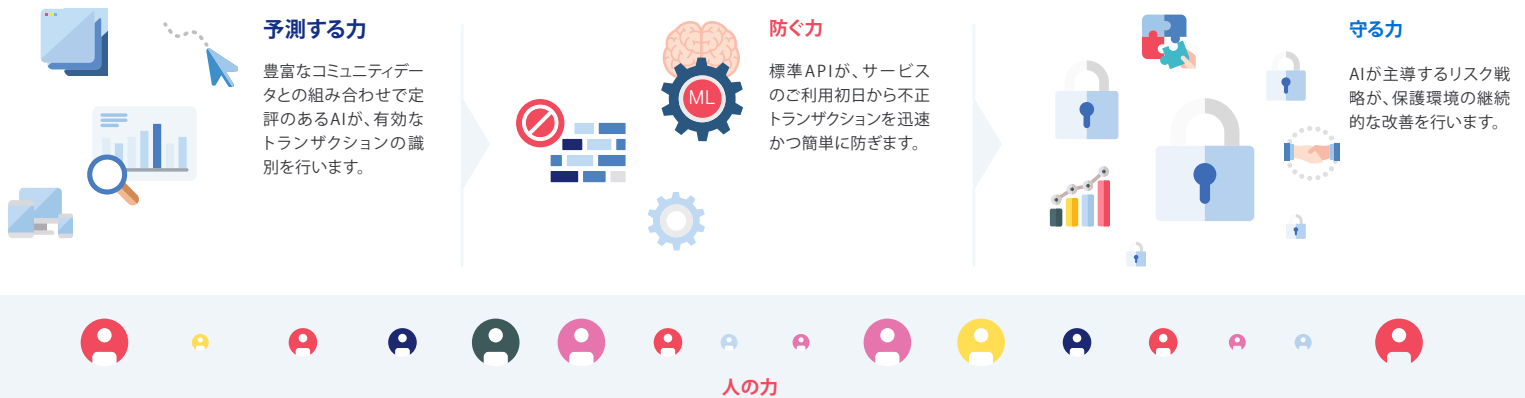 予測する力
豊富なコミュニティデー
タとの組み合わせで定
評のあるAIが、有効な
トランザクションの識
別を行います。
ML
防ぐ力
標準APIが、サービス
のご利用初日から不正
トランザクションを迅速
かつ簡単に防ぎます。
守る力
AIが主導するリスク戦
略が、保護環境の継続
的な改善を行います。
人の力